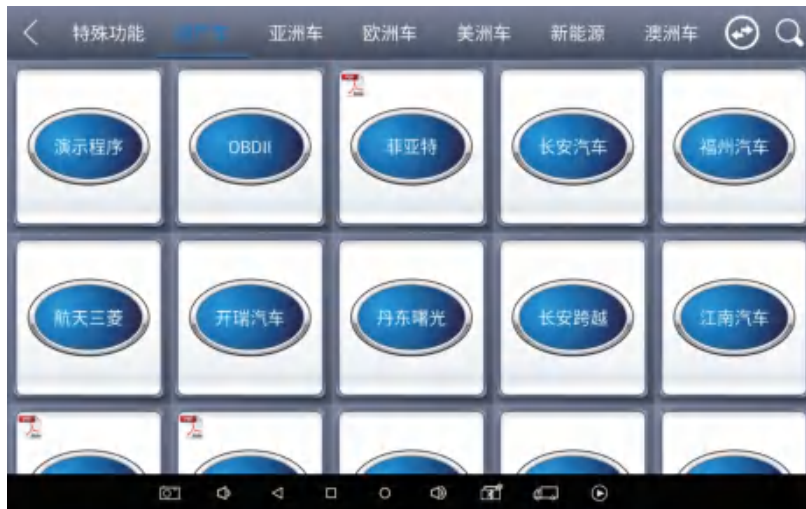 特殊功能 亚洲车 欧洲车 美洲车 新能源 澳洲车
演示程序 OBDII 菲亚特 长安汽车 福州汽车
航天三菱 开瑞汽车 丹东曙光 长安跨越 江南汽车